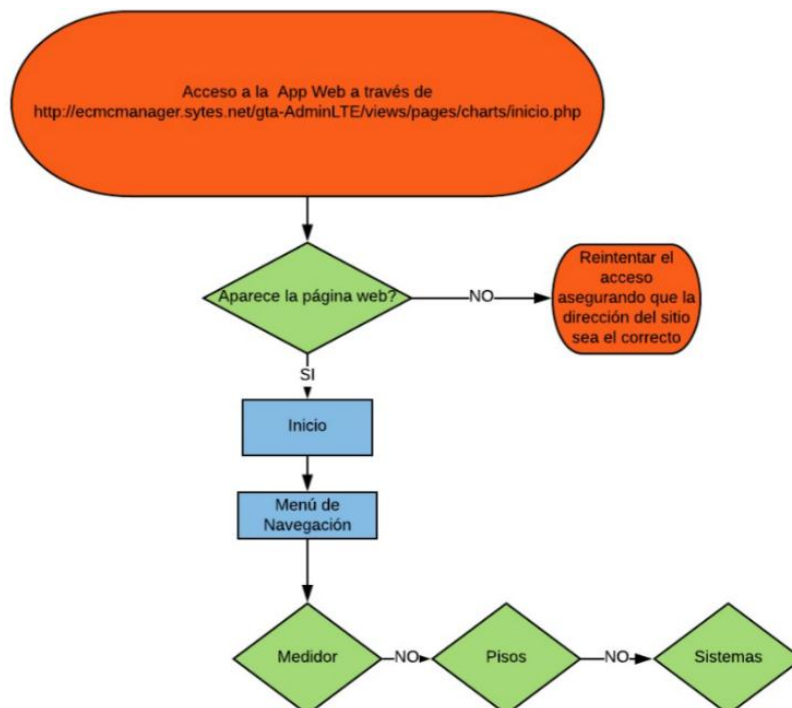 Acceso a la App Web a través de
http://ecmcmanager.sytes.net/gta-AdminLTE/views/pages/charts/inicio.php
Aparece la página web?
NO
Reintentar el
acceso
asegurando que la
dirección del sitio
sea el correcto
SI
Inicio
Menú de
Navegación
Medidor
NO
Pisos
NO
Sistemas